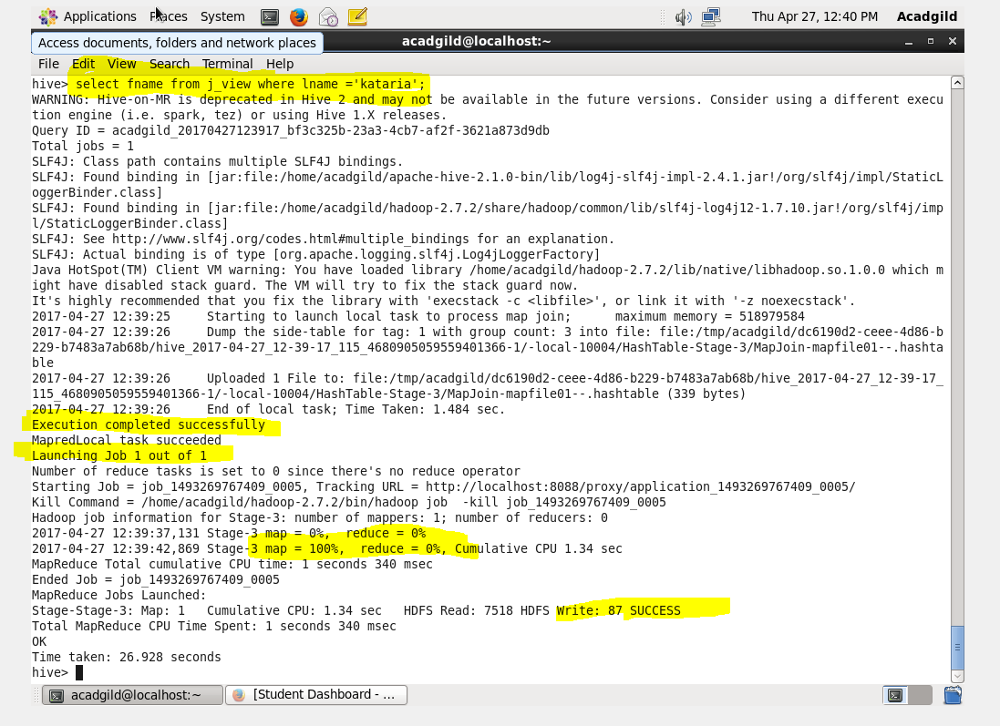 Applications Places System Thu Apr 27, 12:40 PM Acadgild
Access documents, folders and network places acadgild@localhost:~
File Edit View Search Terminal Help
hive> select fname from j_view where lname ='kataria';
WARNING: Hive-on-MR is deprecated in Hive 2 and may not be available in the future versions. Consider using a different execu
tion engine (i.e. spark, tez) or using Hive 1.X releases.
Query ID = acadgild_20170427123917_bf3c325b-23a3-4cb7-af2f-3621a873d9db
Total jobs = 1
SLF4J: Class path contains multiple SLF4J bindings.
SLF4J: Found binding in [jar:file:/home/acadgild/apache-hive-2.1.0-bin/lib/log4j-slf4j-impl-2.4.1.jar!/org/slf4j/impl/StaticL
oggerBinder.class]
SLF4J: Found binding in [jar:file:/home/acadgild/hadoop-2.7.2/share/hadoop/common/lib/slf4j-log4j12-1.7.10.jar!/org/slf4j/imp
l/StaticLoggerBinder.class]
SLF4J: See http://www.slf4j.org/codes.html#multiple_bindings for an explanation.
SLF4J: Actual binding is of type [org.apache.logging.slf4j.Log4jLoggerFactory]
Java HotSpot(TM) Client VM warning: You have loaded library /home/acadgild/hadoop-2.7.2/lib/native/libhadoop.so.1.0.0 which m
ight have disabled stack guard. The VM will try to fix the stack guard now.
It's highly recommended that you fix the library with 'execstack -c <libfile>', or link it with '-z noexecstack'.
2017-04-27 12:39:25     Starting to launch local task to process map join;      maximum memory = 518979584
2017-04-27 12:39:26     Dump the side-table for tag: 1 with group count: 3 into file: file:/tmp/acadgild/dc6190d2-ceee-4d86-b
229-b7483a7ab68b/hive_2017-04-27_12-39-17_115_4680905059559401366-1/-local-10004/HashTable-Stage-3/MapJoin-mapfile01--.hashta
ble
2017-04-27 12:39:26     Uploaded 1 File to: file:/tmp/acadgild/dc6190d2-ceee-4d86-b229-b7483a7ab68b/hive_2017-04-27_12-39-17_
115_4680905059559401366-1/-local-10004/HashTable-Stage-3/MapJoin-mapfile01--.hashtable (339 bytes)
2017-04-27 12:39:26     End of local task; Time Taken: 1.484 sec.
Execution completed successfully
MapredLocal task succeeded
Launching Job 1 out of 1
Number of reduce tasks is set to 0 since there's no reduce operator
Starting Job = job_1493269767409_0005, Tracking URL = http://localhost:8088/proxy/application_1493269767409_0005/
Kill Command = /home/acadgild/hadoop-2.7.2/bin/hadoop job  -kill job_1493269767409_0005
Hadoop job information for Stage-3: number of mappers: 1; number of reducers: 0
2017-04-27 12:39:37,131 Stage-3 map = 0%,  reduce = 0%
2017-04-27 12:39:42,869 Stage-3 map = 100%,  reduce = 0%, Cumulative CPU 1.34 sec
MapReduce Total cumulative CPU time: 1 seconds 340 msec
Ended Job = job_1493269767409_0005
MapReduce Jobs Launched:
Stage-Stage-3: Map: 1   Cumulative CPU: 1.34 sec   HDFS Read: 7518 HDFS Write: 87 SUCCESS
Total MapReduce CPU Time Spent: 1 seconds 340 msec
OK
Time taken: 26.928 seconds
hive>
acadgild@localhost:~ [Student Dashboard - ...